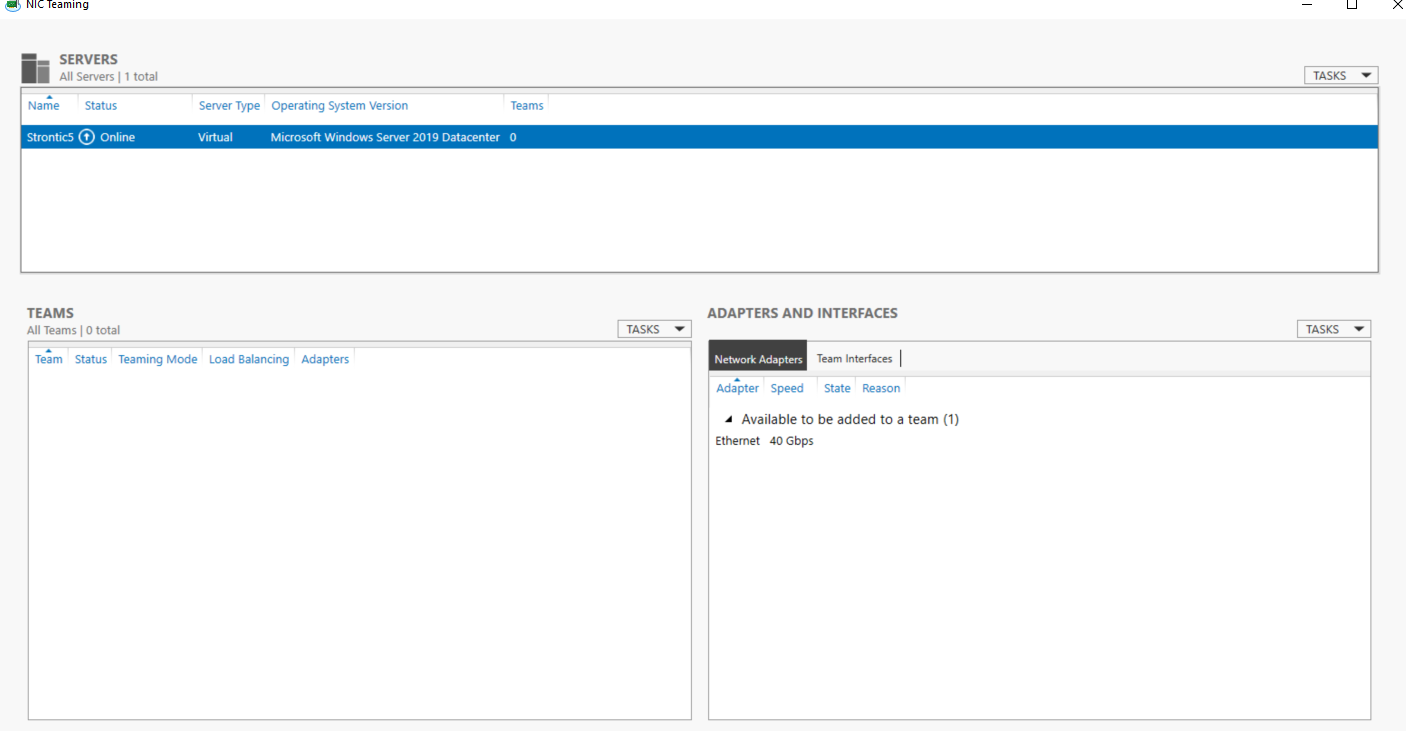 NIC Teaming
SERVERS
All Servers | 1 total
TASKS
Name Status Server Type Operating System Version Teams
Strontic5 Online Virtual Microsoft Windows Server 2019 Datacenter 0
TEAMS
All Teams | 0 total
TASKS
Team Status Teaming Mode Load Balancing Adapters
ADAPTERS AND INTERFACES
TASKS
Network Adapters Team Interfaces
Adapter Speed State Reason
Available to be added to a team (1)
Ethernet 40 Gbps